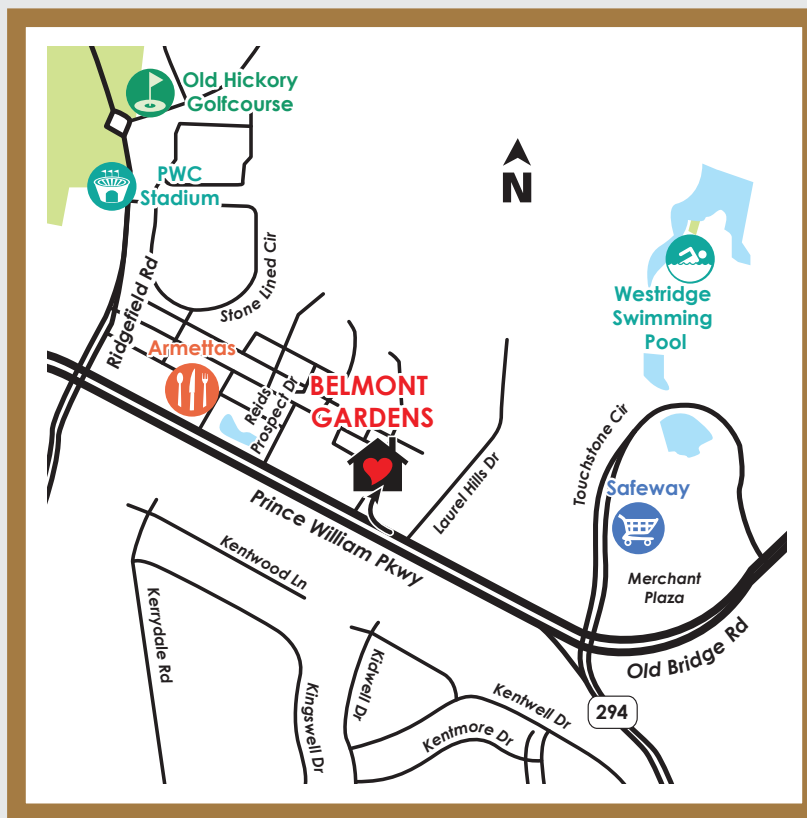 Old Hickory
Golfcourse
PWC
Stadium
N
Stone Lined Cir
Ridgefield Rd
Westridge
Swimming
Pool
Armettas
Reids
Prospect Dr
BELMONT
GARDENS
Touchstone Cir
Laurel Hills Dr
Safeway
Prince William Pkwy
Merchant
Plaza
Kentwood Ln
Old Bridge Rd
Kerrydale Rd
Kidwell Dr
Kingswell Dr
Kentwell Dr
Kentmore Dr
294